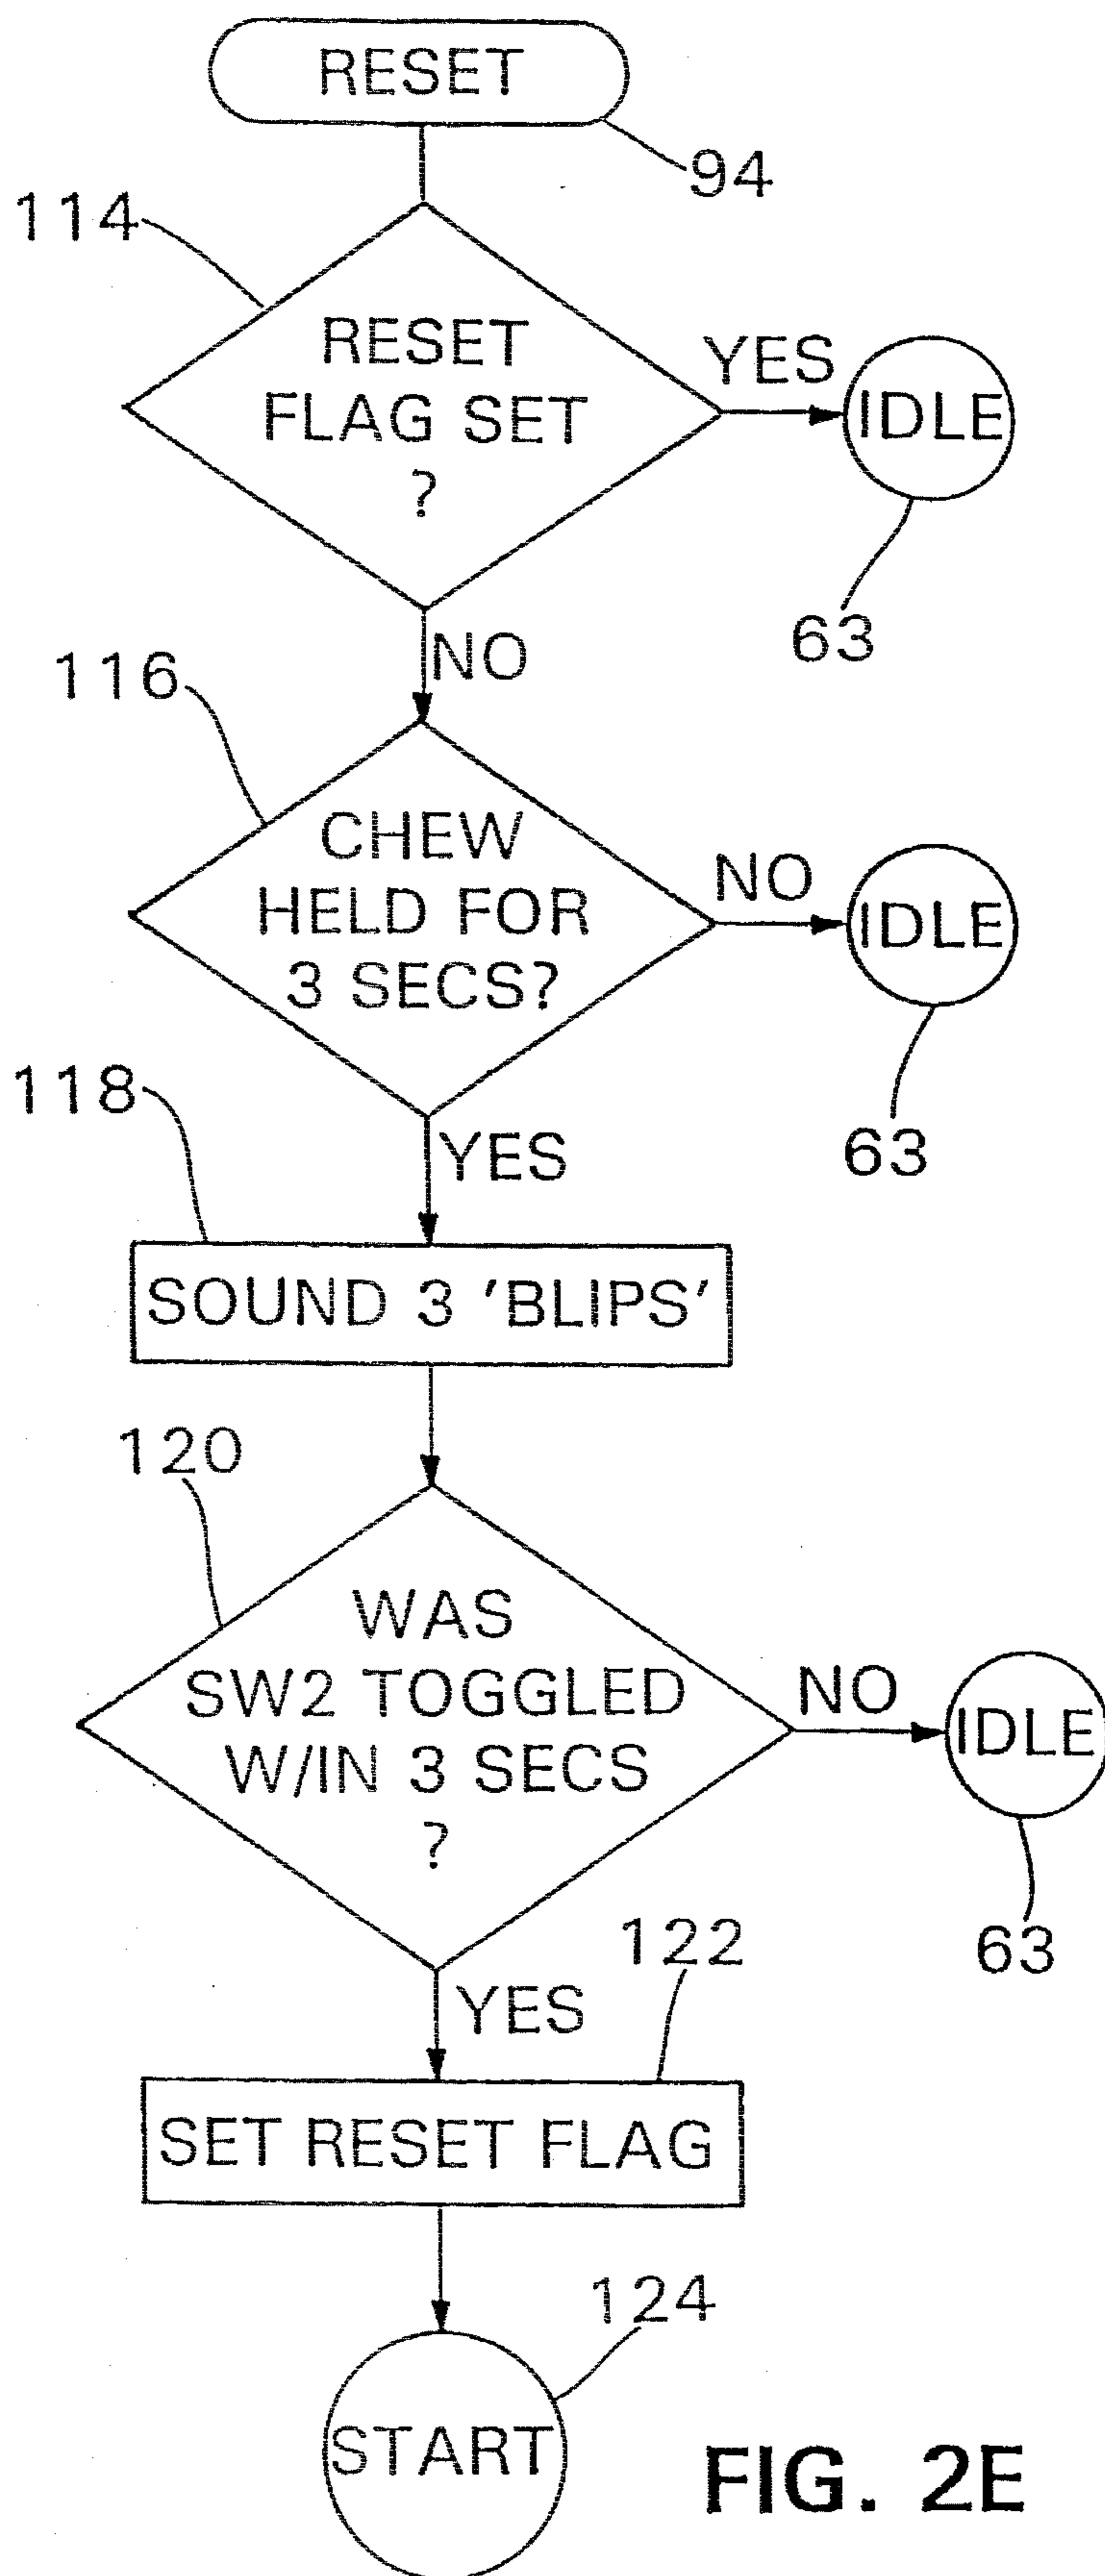 RESET
94
114
RESET
FLAG SET
?
YES
IDLE
63
NO
116
CHEW
HELD FOR
3 SECS?
NO
IDLE
63
YES
118
SOUND 3 'BLIPS'
120
WAS
SW2 TOGGLED
W/IN 3 SECS
?
NO
IDLE
63
YES
122
SET RESET FLAG
124
START
FIG. 2E